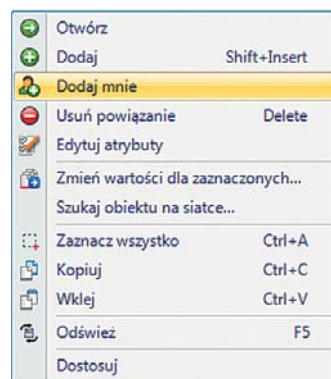 Otwórz
Dodaj Shift+Insert
Dodaj mnie
Usuń powiązanie Delete
Edytuj atrybuty
Zmień wartości dla zaznaczonych...
Szukaj obiektu na siatce...
Zaznacz wszystko Ctrl+A
Kopiuj Ctrl+C
Wklej Ctrl+V
Odśwież F5
Dostosuj